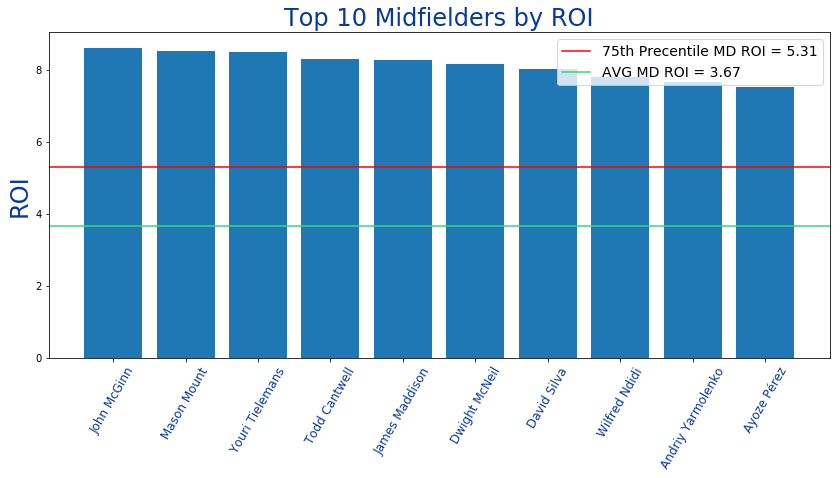 Top 10 Midfielders by ROI
75th Precentile MD ROI = 5.31
AVG MD ROI = 3.67
ROI
8
6
4
2
0
John McGinn
Mason Mount
Youri Tielemans
Todd Cantwell
James Maddison
Dwight McNeil
David Silva
Wilfred Ndidi
Andriy Yarmolenko
Ayoze Pérez